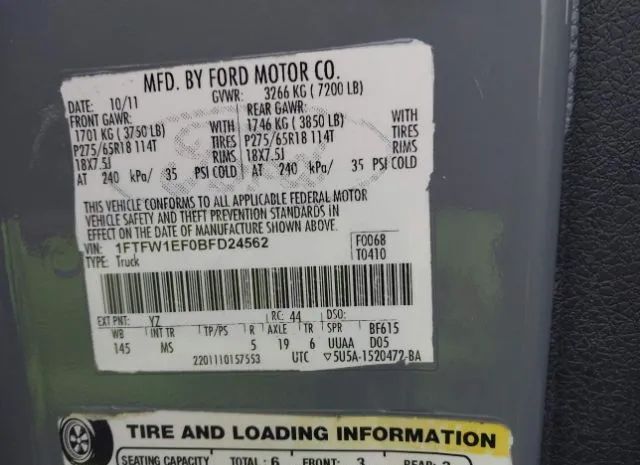 MFD. BY FORD MOTOR CO.
DATE: 10/11 GVWR: 3266 KG ( 7200 LB)
FRONT GAWR: REAR GAWR:
1701 KG ( 3750 LB) WITH 1746 KG ( 3850 LB) WITH
P275/65R18 114T TIRES P275/65R18 114T TIRES
18X7.5J RIMS 18X7.5J RIMS
AT 240 kPa/ 35 PSI COLD AT 240 kPa/ 35 PSI COLD
THIS VEHICLE CONFORMS TO ALL APPLICABLE FEDERAL MOTOR
VEHICLE SAFETY AND THEFT PREVENTION STANDARDS IN
EFFECT ON THE DATE OF MANUFACTURE SHOWN ABOVE.
VIN: 1FTFW1EF0BFD24562 F0068
TYPE: Truck T0410
EXT PNT: YZ RC: 44 DSO:
WB INT TR TP/PS R AXLE TR SPR BF615
145 MS 5 19 6 UUAA D05
2201110157553 UTC ▽5U5A-1520472-BA
TIRE AND LOADING INFORMATION
SEATING CAPACITY TOTAL: 6 FRONT: 3 REAR: 3